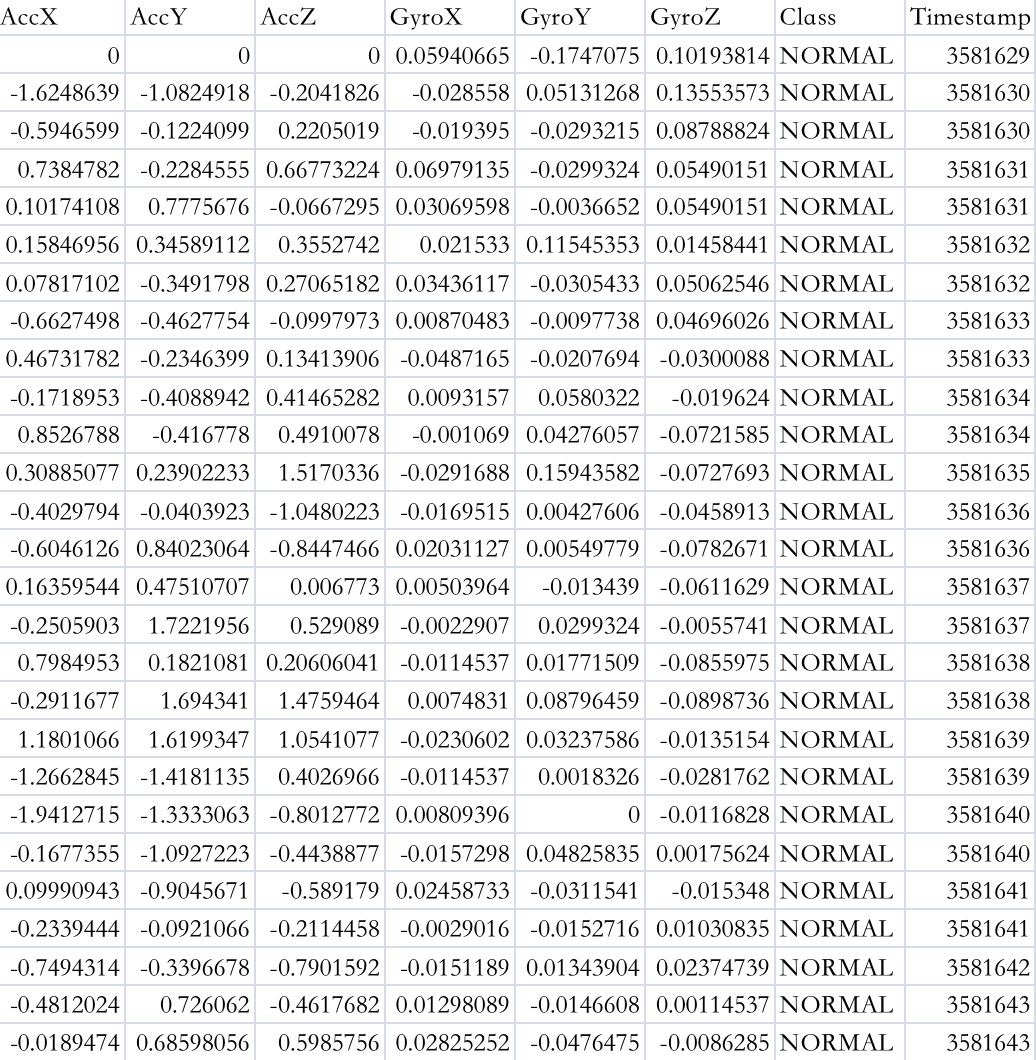 AccX AccY AccZ GyroX GyroY GyroZ Class Timestamp
0 0 0 0.05940665 -0.1747075 0.10193814 NORMAL 3581629
-1.6248639 -1.0824918 -0.2041826 -0.028558 0.05131268 0.13553573 NORMAL 3581630
-0.5946599 -0.1224099 0.2205019 -0.019395 -0.0293215 0.08788824 NORMAL 3581630
0.7384782 -0.2284555 0.66773224 0.06979135 -0.0299324 0.05490151 NORMAL 3581631
0.10174108 0.7775676 -0.0667295 0.03069598 -0.0036652 0.05490151 NORMAL 3581631
0.15846956 0.34589112 0.3552742 0.021533 0.11545353 0.01458441 NORMAL 3581632
0.07817102 -0.3491798 0.27065182 0.03436117 -0.0305433 0.05062546 NORMAL 3581632
-0.6627498 -0.4627754 -0.0997973 0.00870483 -0.0097738 0.04696026 NORMAL 3581633
0.46731782 -0.2346399 0.13413906 -0.0487165 -0.0207694 -0.0300088 NORMAL 3581633
-0.1718953 -0.4088942 0.41465282 0.0093157 0.0580322 -0.019624 NORMAL 3581634
0.8526788 -0.416778 0.4910078 -0.001069 0.04276057 -0.0721585 NORMAL 3581634
0.30885077 0.23902233 1.5170336 -0.0291688 0.15943582 -0.0727693 NORMAL 3581635
-0.4029794 -0.0403923 -1.0480223 -0.0169515 0.00427606 -0.0458913 NORMAL 3581636
-0.6046126 0.84023064 -0.8447466 0.02031127 0.00549779 -0.0782671 NORMAL 3581636
0.16359544 0.47510707 0.006773 0.00503964 -0.013439 -0.0611629 NORMAL 3581637
-0.2505903 1.7221956 0.529089 -0.0022907 0.0299324 -0.0055741 NORMAL 3581637
0.7984953 0.1821081 0.20606041 -0.0114537 0.01771509 -0.0855975 NORMAL 3581638
-0.2911677 1.694341 1.4759464 0.0074831 0.08796459 -0.0898736 NORMAL 3581638
1.1801066 1.6199347 1.0541077 -0.0230602 0.03237586 -0.0135154 NORMAL 3581639
-1.2662845 -1.4181135 0.4026966 -0.0114537 0.0018326 -0.0281762 NORMAL 3581639
-1.9412715 -1.3333063 -0.8012772 0.00809396 0 -0.0116828 NORMAL 3581640
-0.1677355 -1.0927223 -0.4438877 -0.0157298 0.04825835 0.00175624 NORMAL 3581640
0.09990943 -0.9045671 -0.589179 0.02458733 -0.0311541 -0.015348 NORMAL 3581641
-0.2339444 -0.0921066 -0.2114458 -0.0029016 -0.0152716 0.01030835 NORMAL 3581641
-0.7494314 -0.3396678 -0.7901592 -0.0151189 0.01343904 0.02374739 NORMAL 3581642
-0.4812024 0.726062 -0.4617682 0.01298089 -0.0146608 0.00114537 NORMAL 3581643
-0.0189474 0.68598056 0.5985756 0.02825252 -0.0476475 -0.0086285 NORMAL 3581643